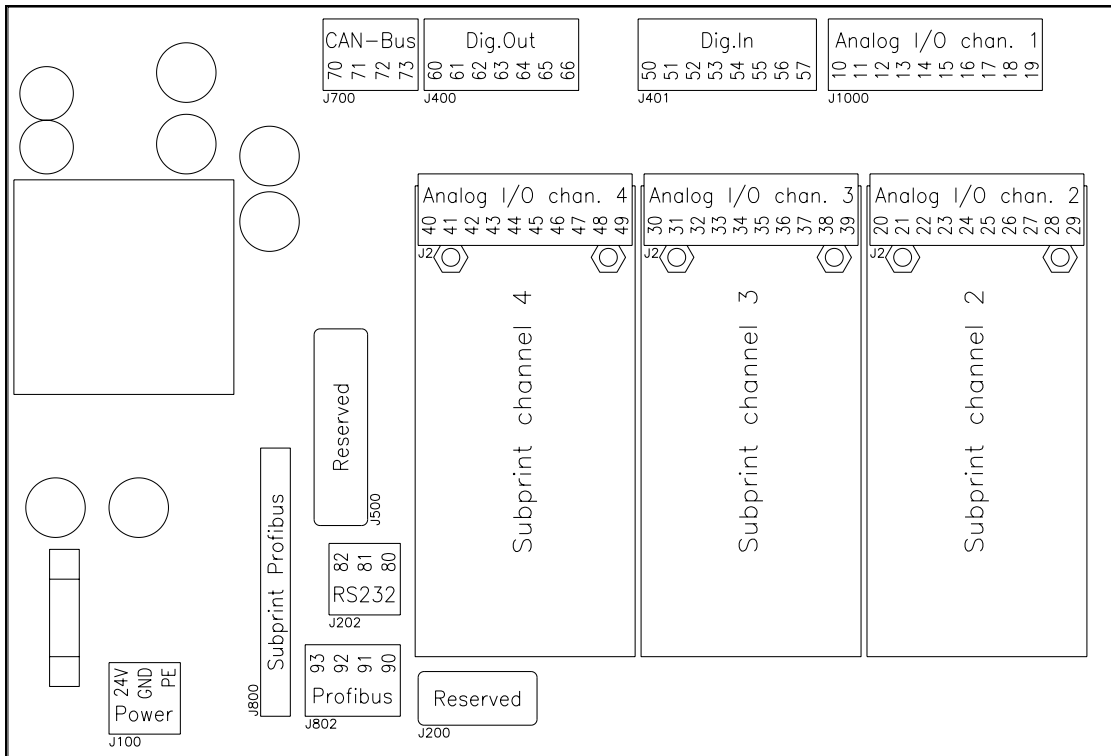 CAN-Bus
70 71 72 73
J700
Dig.Out
60 61 62 63 64 65 66
J400
Dig.In
50 51 52 53 54 55 56 57
J401
Analog I/O chan. 1
10 11 12 13 14 15 16 17 18 19
J1000
Analog I/O chan. 4
40 41 42 43 44 45 46 47 48 49
J2
Subprint channel 4
Analog I/O chan. 3
30 31 32 33 34 35 36 37 38 39
J2
Subprint channel 3
Analog I/O chan. 2
20 21 22 23 24 25 26 27 28 29
J2
Subprint channel 2
Reserved
J500
Subprint Profibus
J800
82 81 80
RS232
J202
93 92 91 90
Profibus
J802
24V GND PE
Power
J100
Reserved
J200